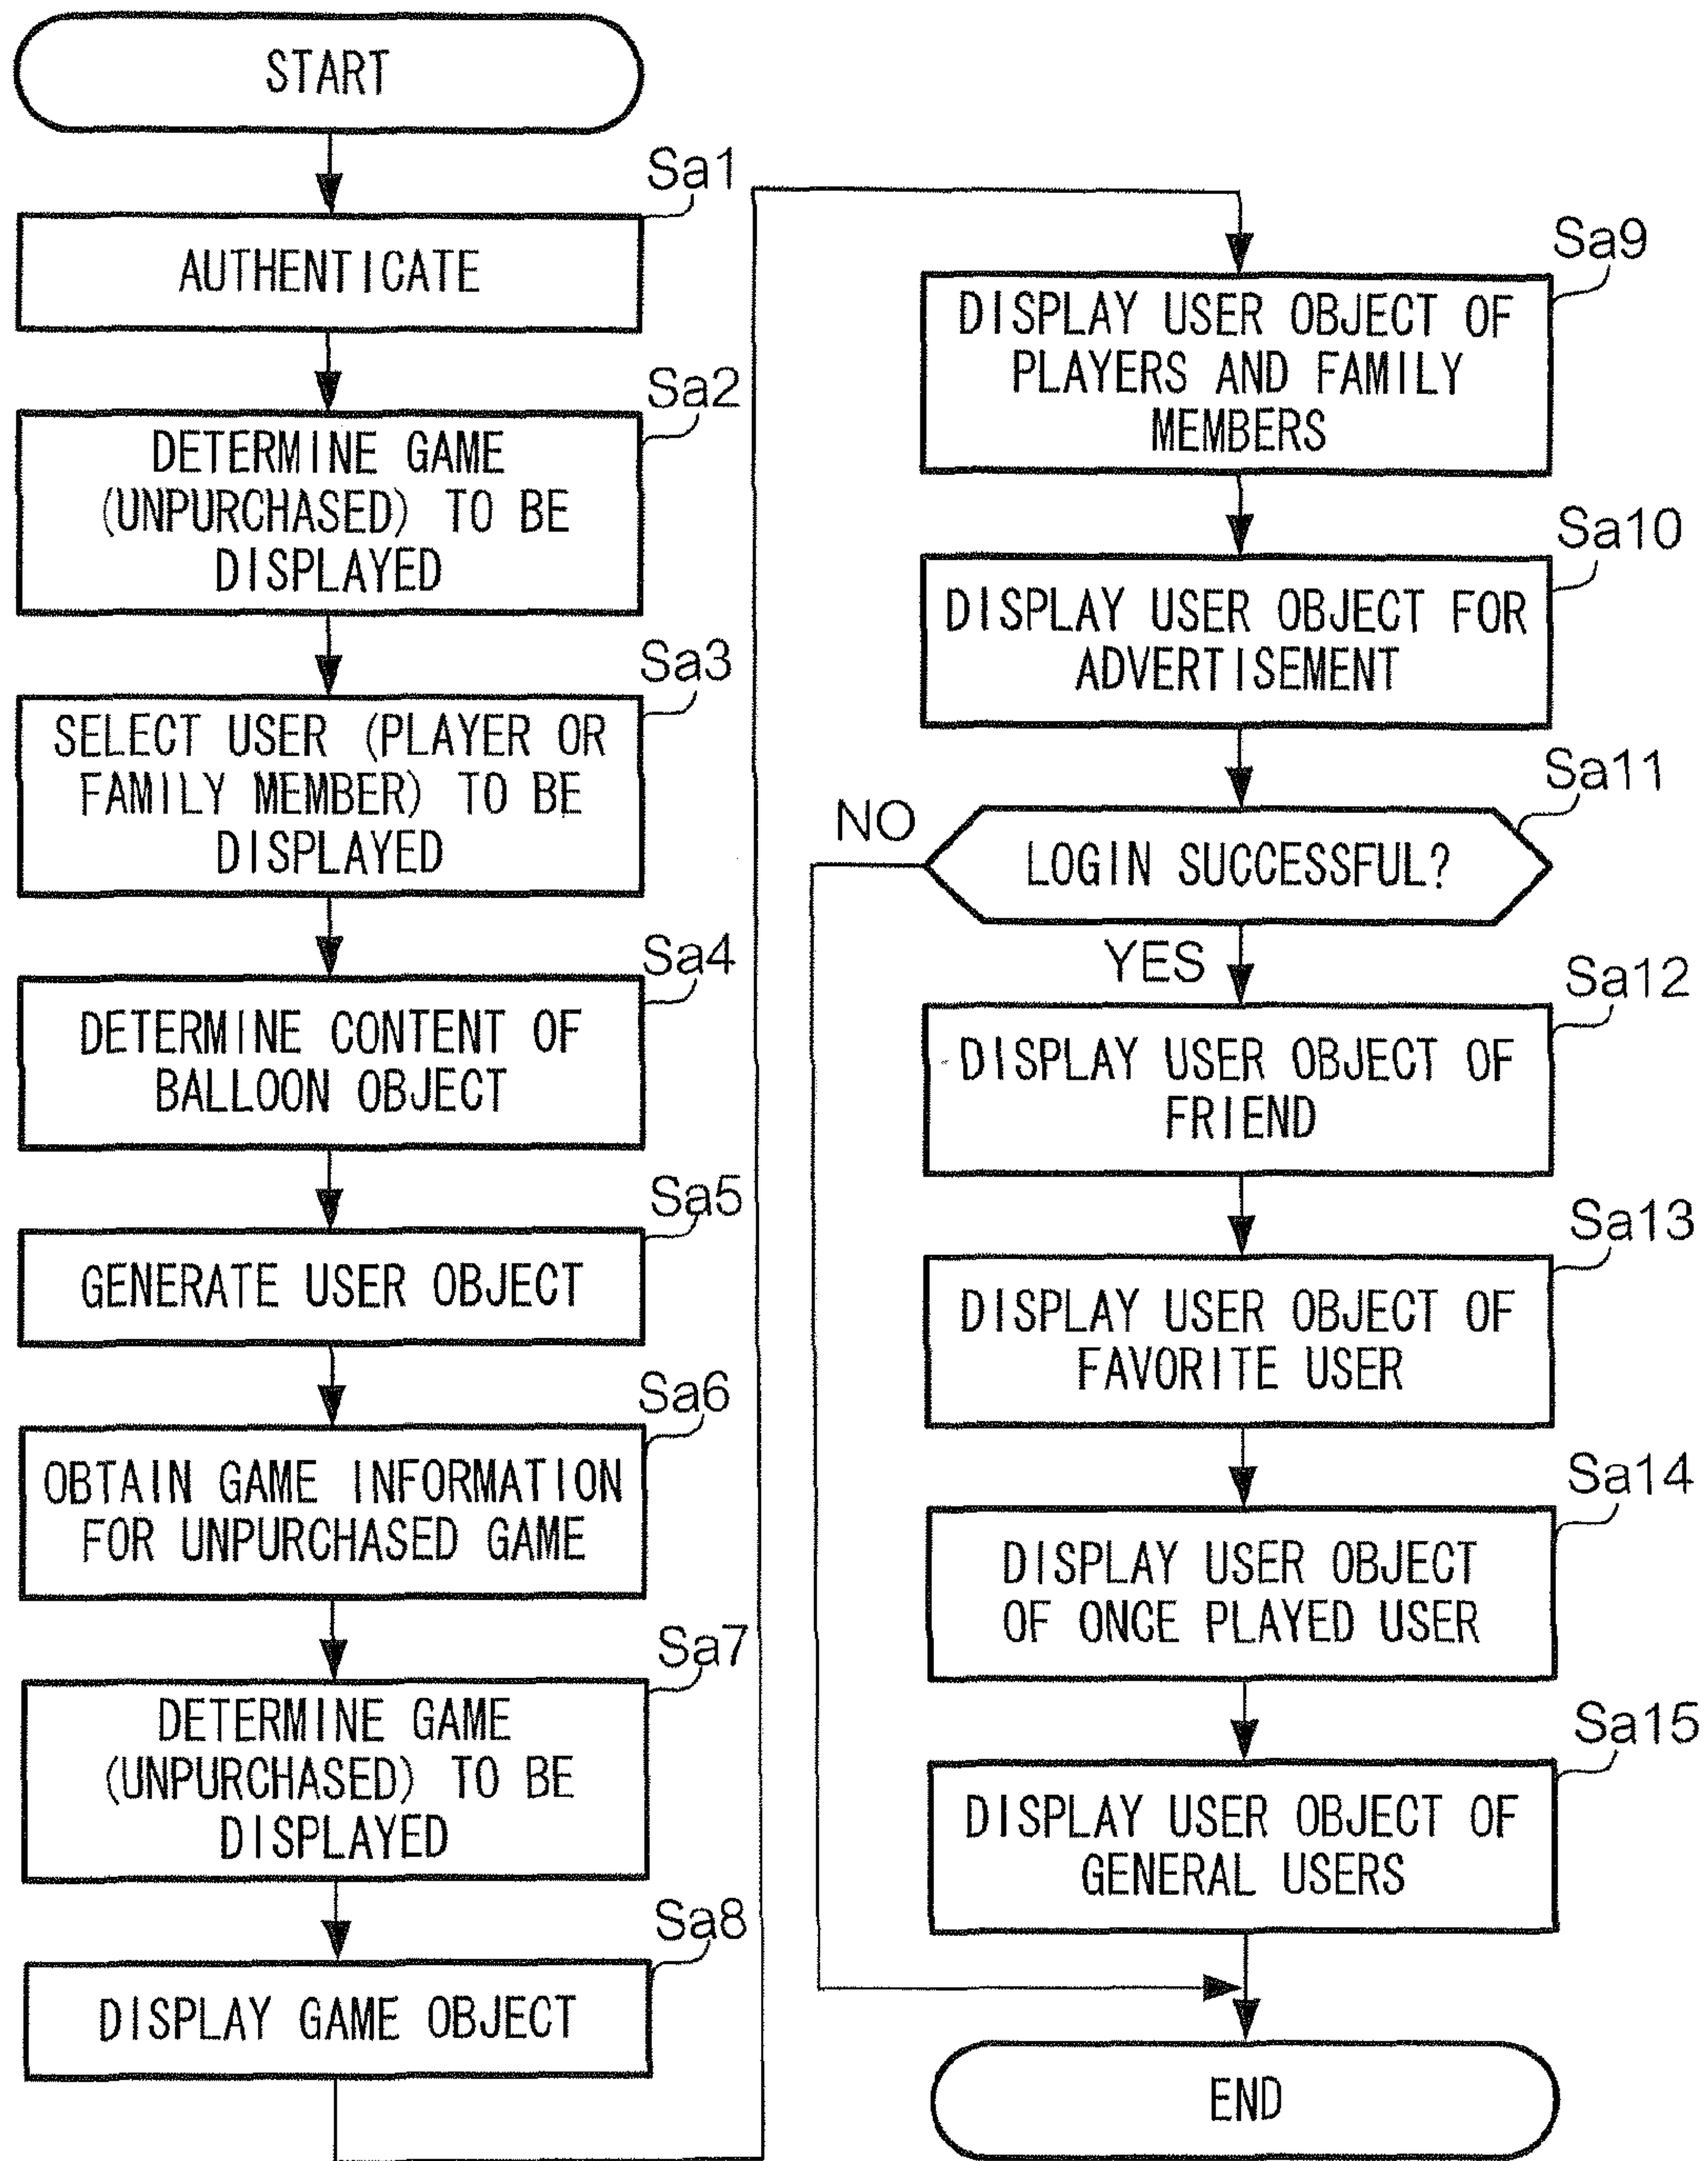 START
Sa1
AUTHENTICATE
Sa2
DETERMINE GAME
(UNPURCHASED) TO BE
DISPLAYED
Sa3
SELECT USER (PLAYER OR
FAMILY MEMBER) TO BE
DISPLAYED
Sa4
DETERMINE CONTENT OF
BALLOON OBJECT
Sa5
GENERATE USER OBJECT
Sa6
OBTAIN GAME INFORMATION
FOR UNPURCHASED GAME
Sa7
DETERMINE GAME
(UNPURCHASED) TO BE
DISPLAYED
Sa8
DISPLAY GAME OBJECT
Sa9
DISPLAY USER OBJECT OF
PLAYERS AND FAMILY
MEMBERS
Sa10
DISPLAY USER OBJECT FOR
ADVERTISEMENT
Sa11
NO
LOGIN SUCCESSFUL?
YES
Sa12
DISPLAY USER OBJECT OF
FRIEND
Sa13
DISPLAY USER OBJECT OF
FAVORITE USER
Sa14
DISPLAY USER OBJECT
OF ONCE PLAYED USER
Sa15
DISPLAY USER OBJECT OF
GENERAL USERS
END